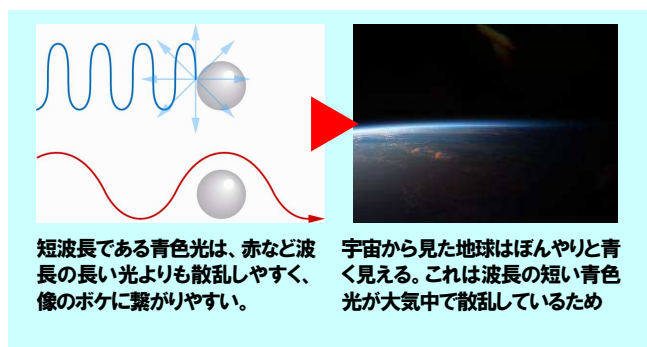 短波長である青色光は、赤など波
長の長い光よりも散乱しやすく、
像のボケに繋がりやすい。
宇宙から見た地球はぼんやりと青
く見える。これは波長の短い青色
光が大気中で散乱しているため